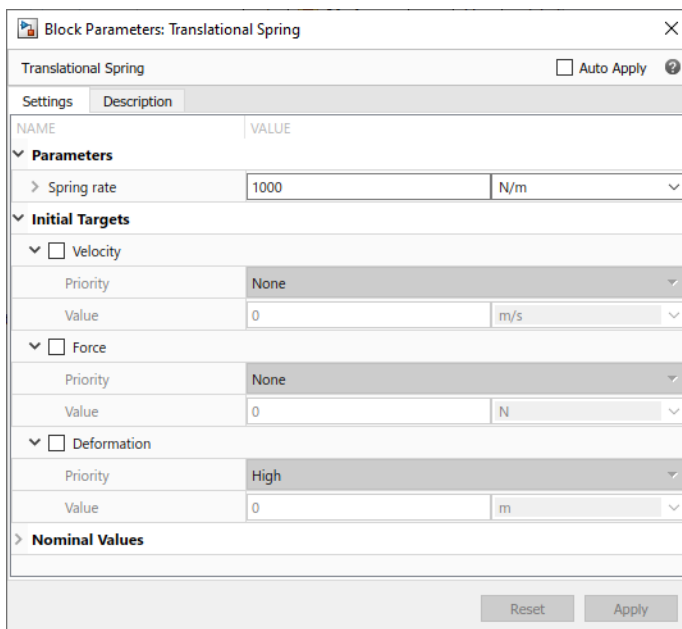 Block Parameters: Translational Spring
Translational Spring Auto Apply
Settings Description
NAME VALUE
Parameters
Spring rate 1000 N/m
Initial Targets
Velocity
Priority None
Value 0 m/s
Force
Priority None
Value 0 N
Deformation
Priority High
Value 0 m
Nominal Values
Reset Apply